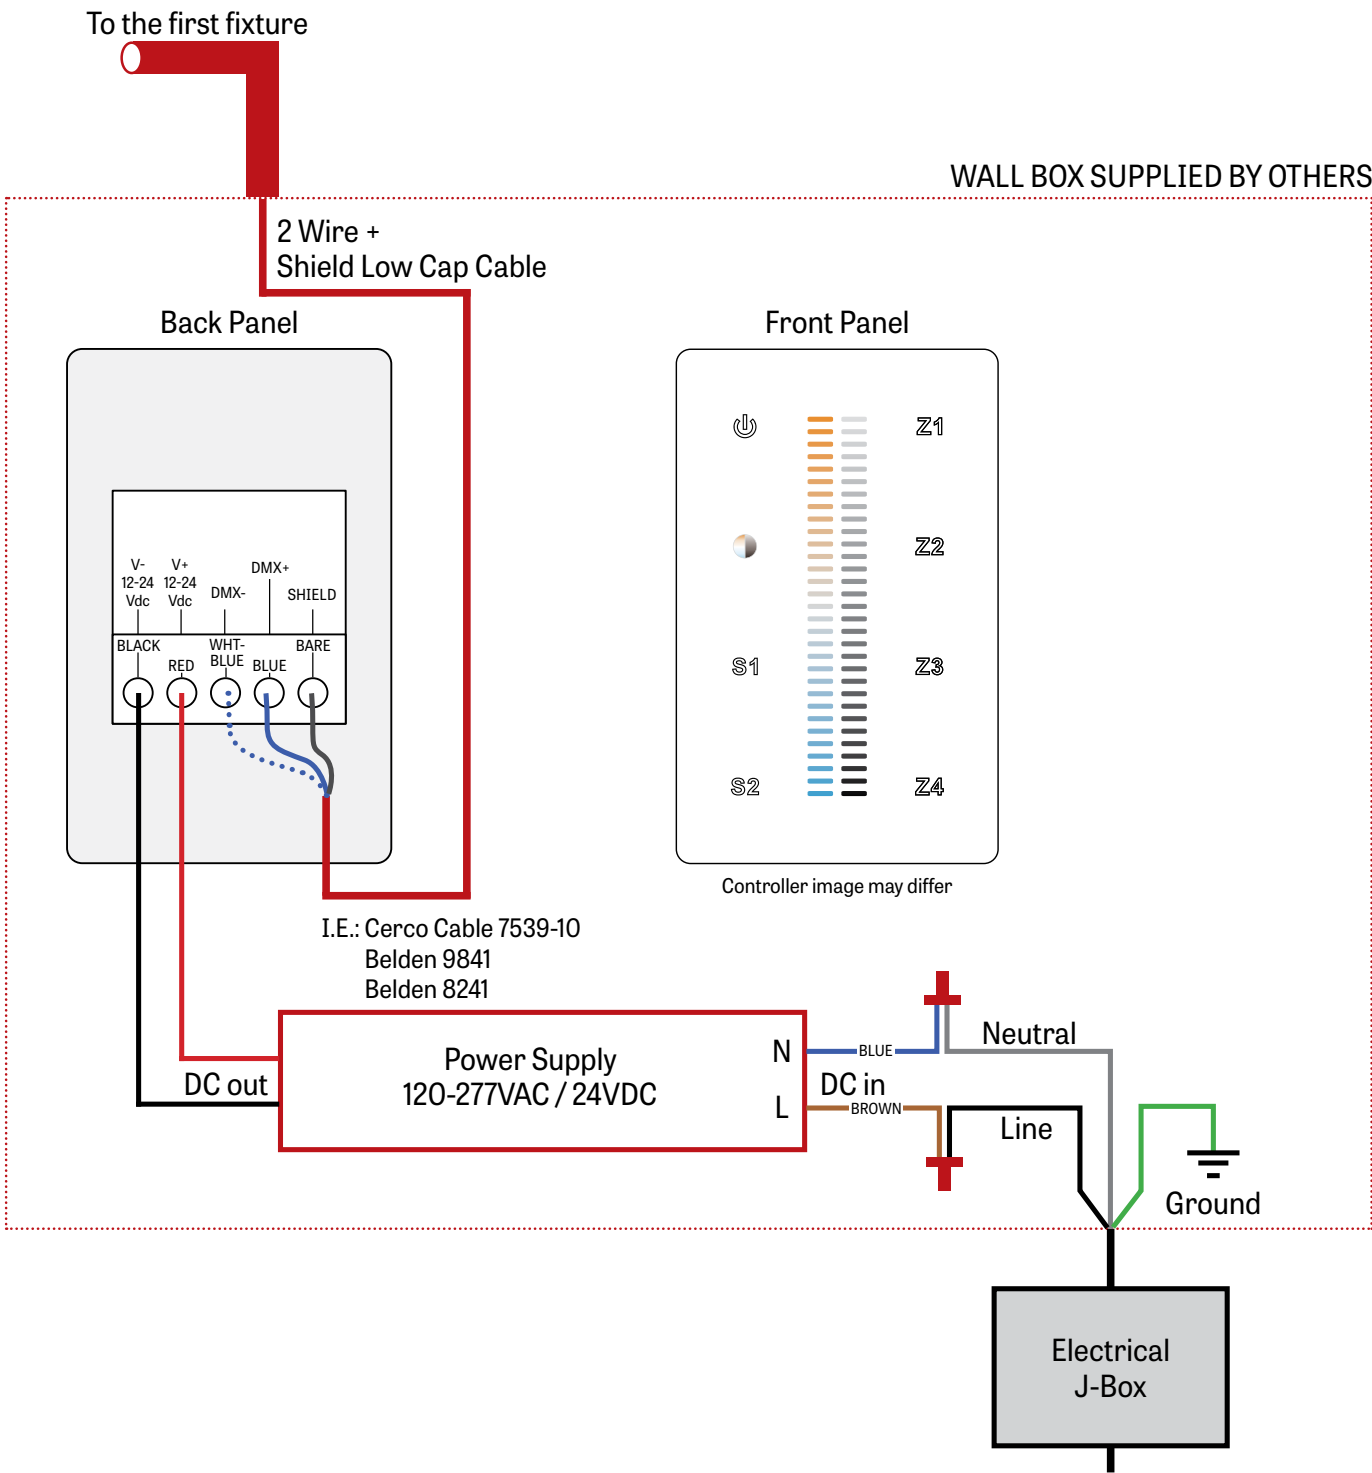 To the first fixture
WALL BOX SUPPLIED BY OTHERS
2 Wire +
Shield Low Cap Cable
Back Panel
V-
12-24
Vdc
V+
12-24
Vdc
DMX-
DMX+
SHIELD
BLACK
RED
WHT-
BLUE
BLUE
BARE
Front Panel
Z1
Z2
S1
Z3
S2
Z4
Controller image may differ
I.E.: Cerco Cable 7539-10
Belden 9841
Belden 8241
DC out
Power Supply
120-277VAC / 24VDC
N
L
BLUE
DC in
BROWN
Neutral
Line
Ground
Electrical
J-Box